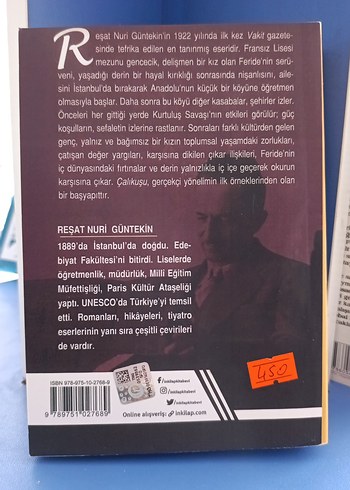 Reşat Nuri Güntekin'in 1922 yılında ilk kez Vakit gazete-
sinde tefrika edilen en tanınmış eseridir. Fransız Lisesi
mezunu gencecik, delişmen bir kız olan Feride'nin serü-
veni, yaşadığı derin bir hayal kırıklığı sonrasında nişanlısını, aile-
sini İstanbul'da bırakarak Anadolu'nun küçük bir köyüne öğretmen
olmasıyla başlar. Daha sonra bu köyü diğer kasabalar, şehirler izler.
Önceleri her gittiği yerde Kurtuluş Savaşı'nın etkileri görülür; güç
koşulların, sefaletin izlerine rastlanır. Sonraları farklı kültürden gelen
genç, yalnız ve bağımsız bir kızın toplumsal yaşamdaki zorlukları,
çatışan değer yargıları, karşısına dikilen çıkar ilişkileri, Feride'nin
iç dünyasındaki fırtınalar ve derin yalnızlıkla iç içe geçerek okurun
karşısına çıkar. Çalıkuşu, gerçekçi yönelimin ilk örneklerinden olan
bir başyapıttır.
REŞAT NURİ GÜNTEKİN
1889'da İstanbul'da doğdu. Ede-
biyat Fakültesi'ni bitirdi. Liselerde
öğretmenlik, müdürlük, Milli Eğitim
Müfettişliği, Paris Kültür Ataşeliği
yaptı. UNESCO'da Türkiye'yi temsil
etti. Romanları, hikâyeleri, tiyatro
eserlerinin yanı sıra çeşitli çevirileri
de vardır.
ISBN 978-975-10-2768-9
9 789751 027689
/inkilapkitabevi
/inkilapkitabevi
/inkilapkitabevi
Online alışveriş: inkilap.com
450